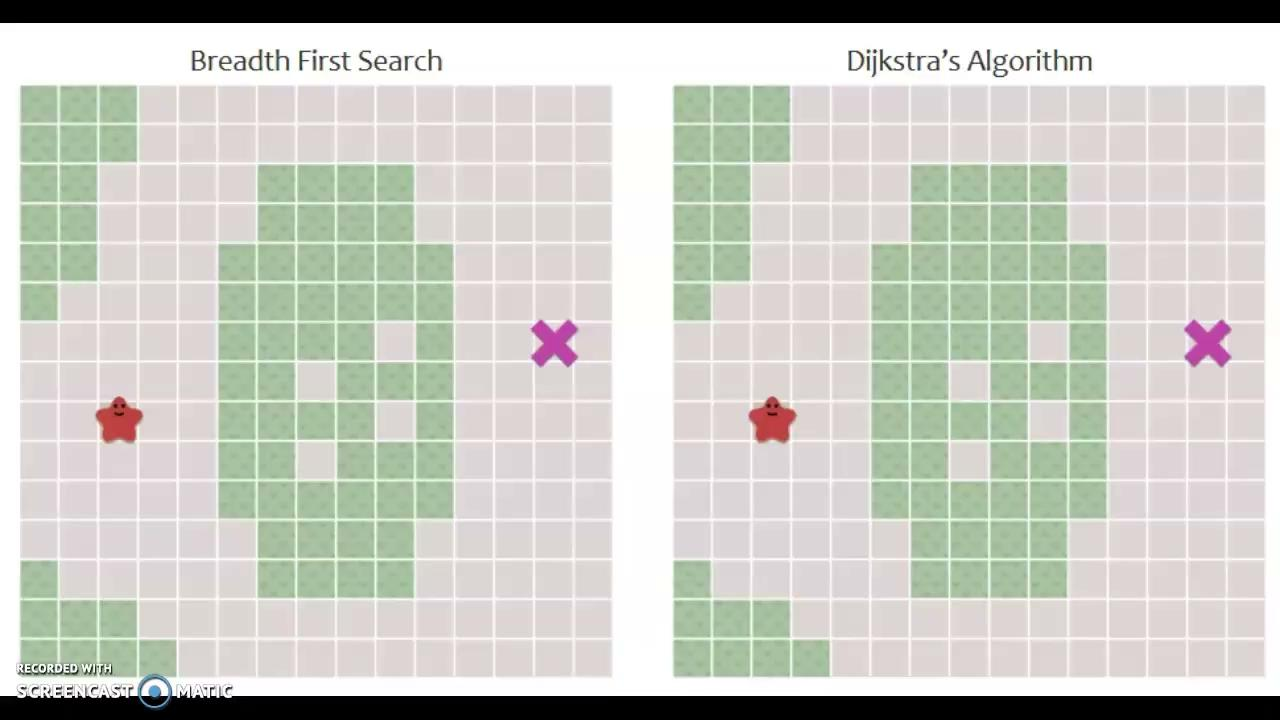 Breadth First Search
Dijkstra's Algorithm
RECORDED WITH
SCREENCAST MATIC